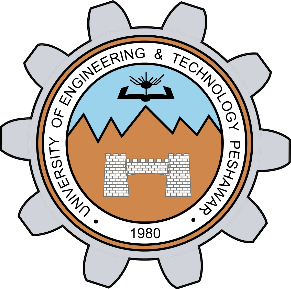 UNIVERSITY OF ENGINEERING & TECHNOLOGY PESHAWAR
1980